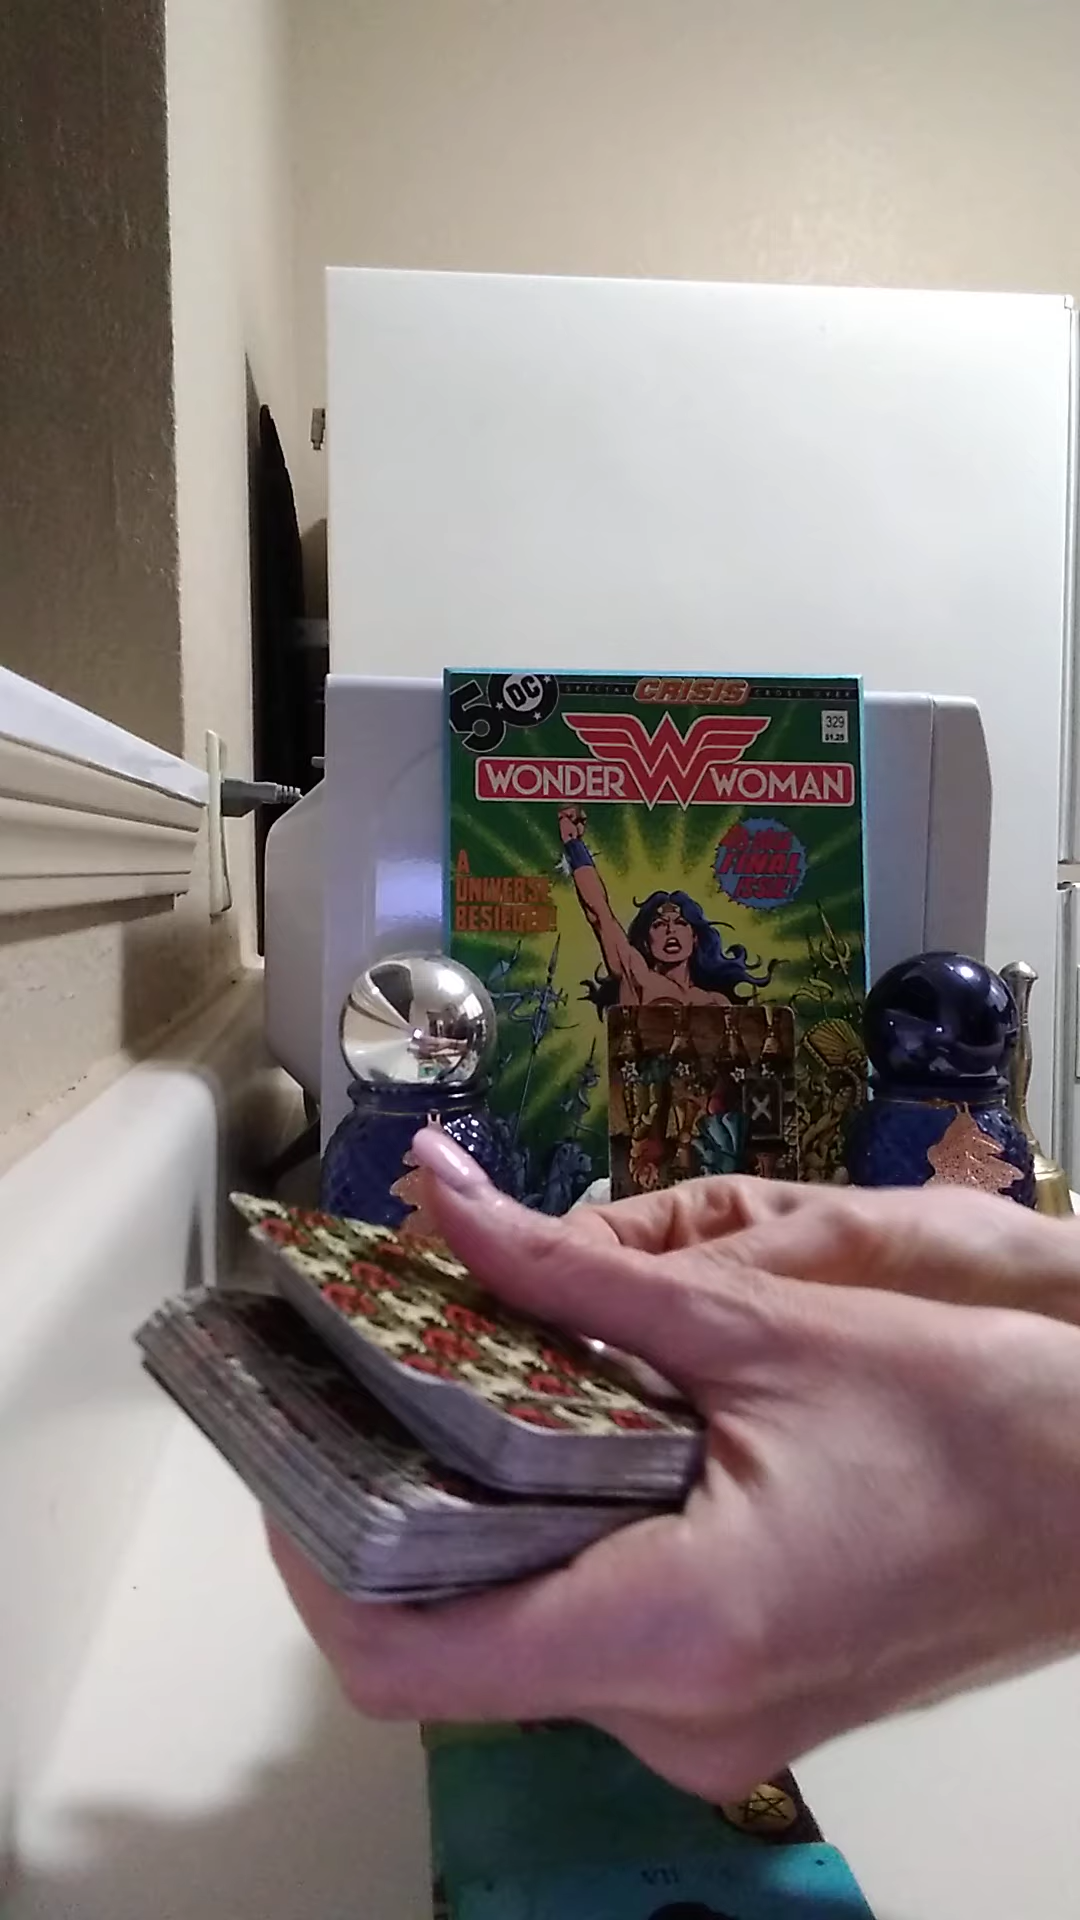 50
DC
SPECIAL CRISIS CROSS-OVER
329
$1.25
WONDER WOMAN
A
UNIVERSE
BESIEGED!
FINAL
ISSUE!
X
VII